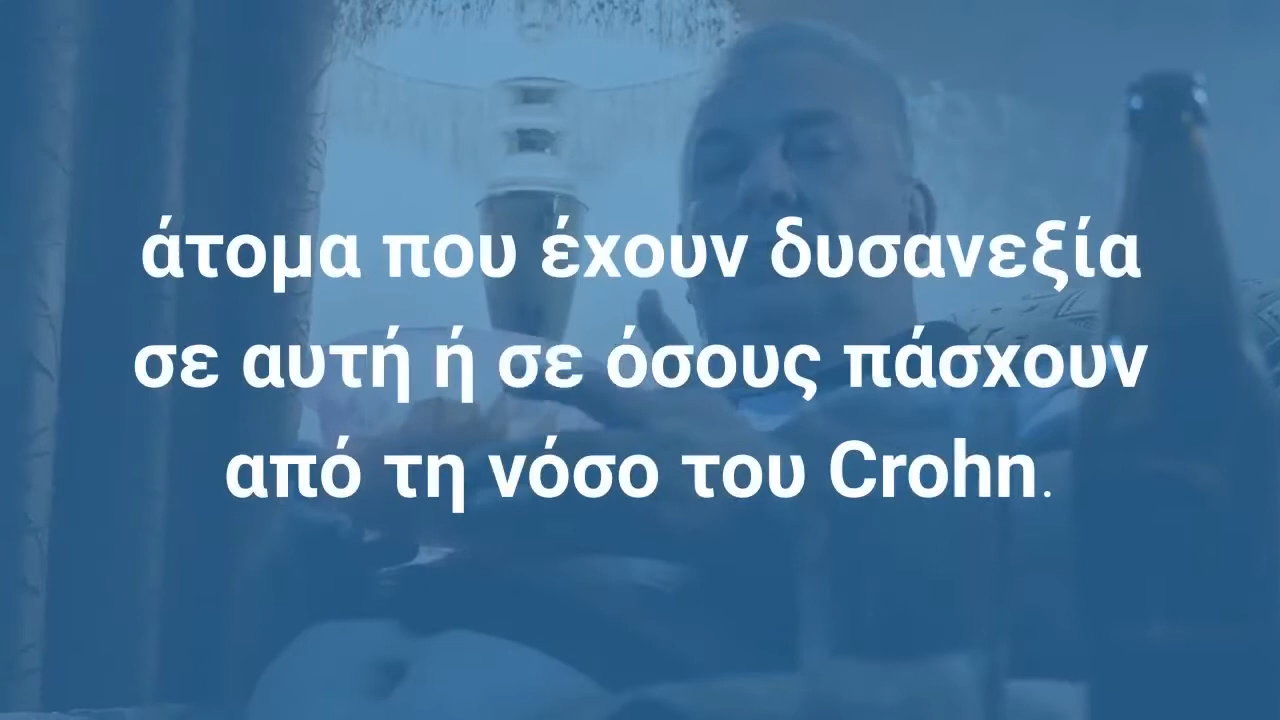 άτομα που έχουν δυσανεξία
σε αυτή ή σε όσους πάσχουν
από τη νόσο του Crohn.